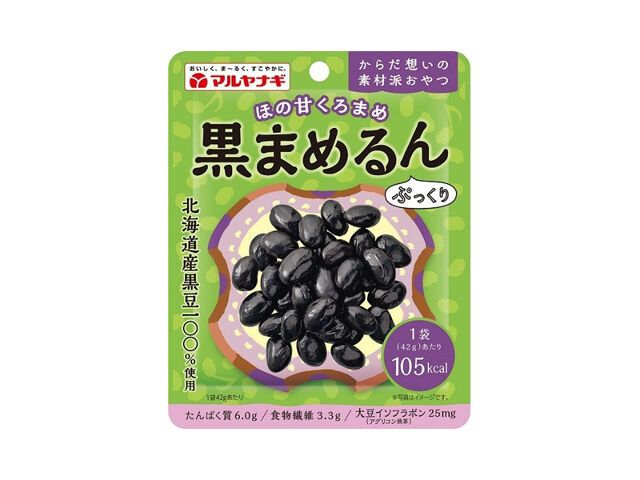 おいしく、ま〜るく、すこやかに。
マルヤナギ
からだ想いの
素材派おやつ
ほの甘くろまめ
黒まめるん
ぷっくり
北海道産黒豆一〇〇%使用
1袋
(42g)あたり
105kcal
※写真はイメージです。
1袋42gあたり
たんぱく質6.0g/食物繊維3.3g/大豆イソフラボン25mg
(アグリコン換算)